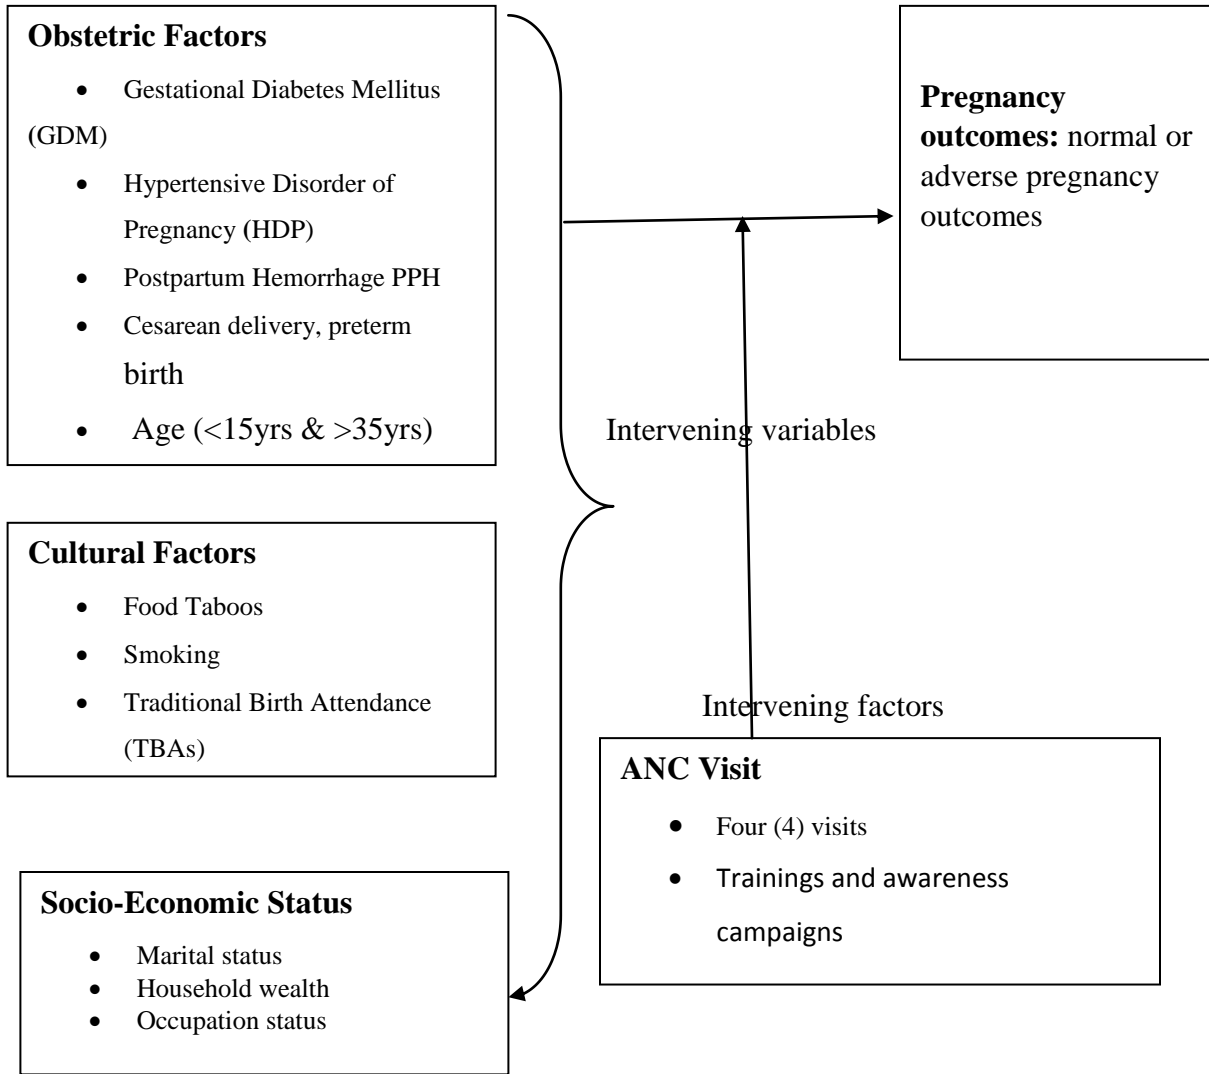 Obstetric Factors
• Gestational Diabetes Mellitus
(GDM)
• Hypertensive Disorder of
Pregnancy (HDP)
• Postpartum Hemorrhage PPH
• Cesarean delivery, preterm
birth
• Age (<15yrs & >35yrs)
Pregnancy
outcomes: normal or
adverse pregnancy
outcomes
Intervening variables
Cultural Factors
• Food Taboos
• Smoking
• Traditional Birth Attendance
(TBAs)
Intervening factors
ANC Visit
• Four (4) visits
• Trainings and awareness
campaigns
Socio-Economic Status
• Marital status
• Household wealth
• Occupation status